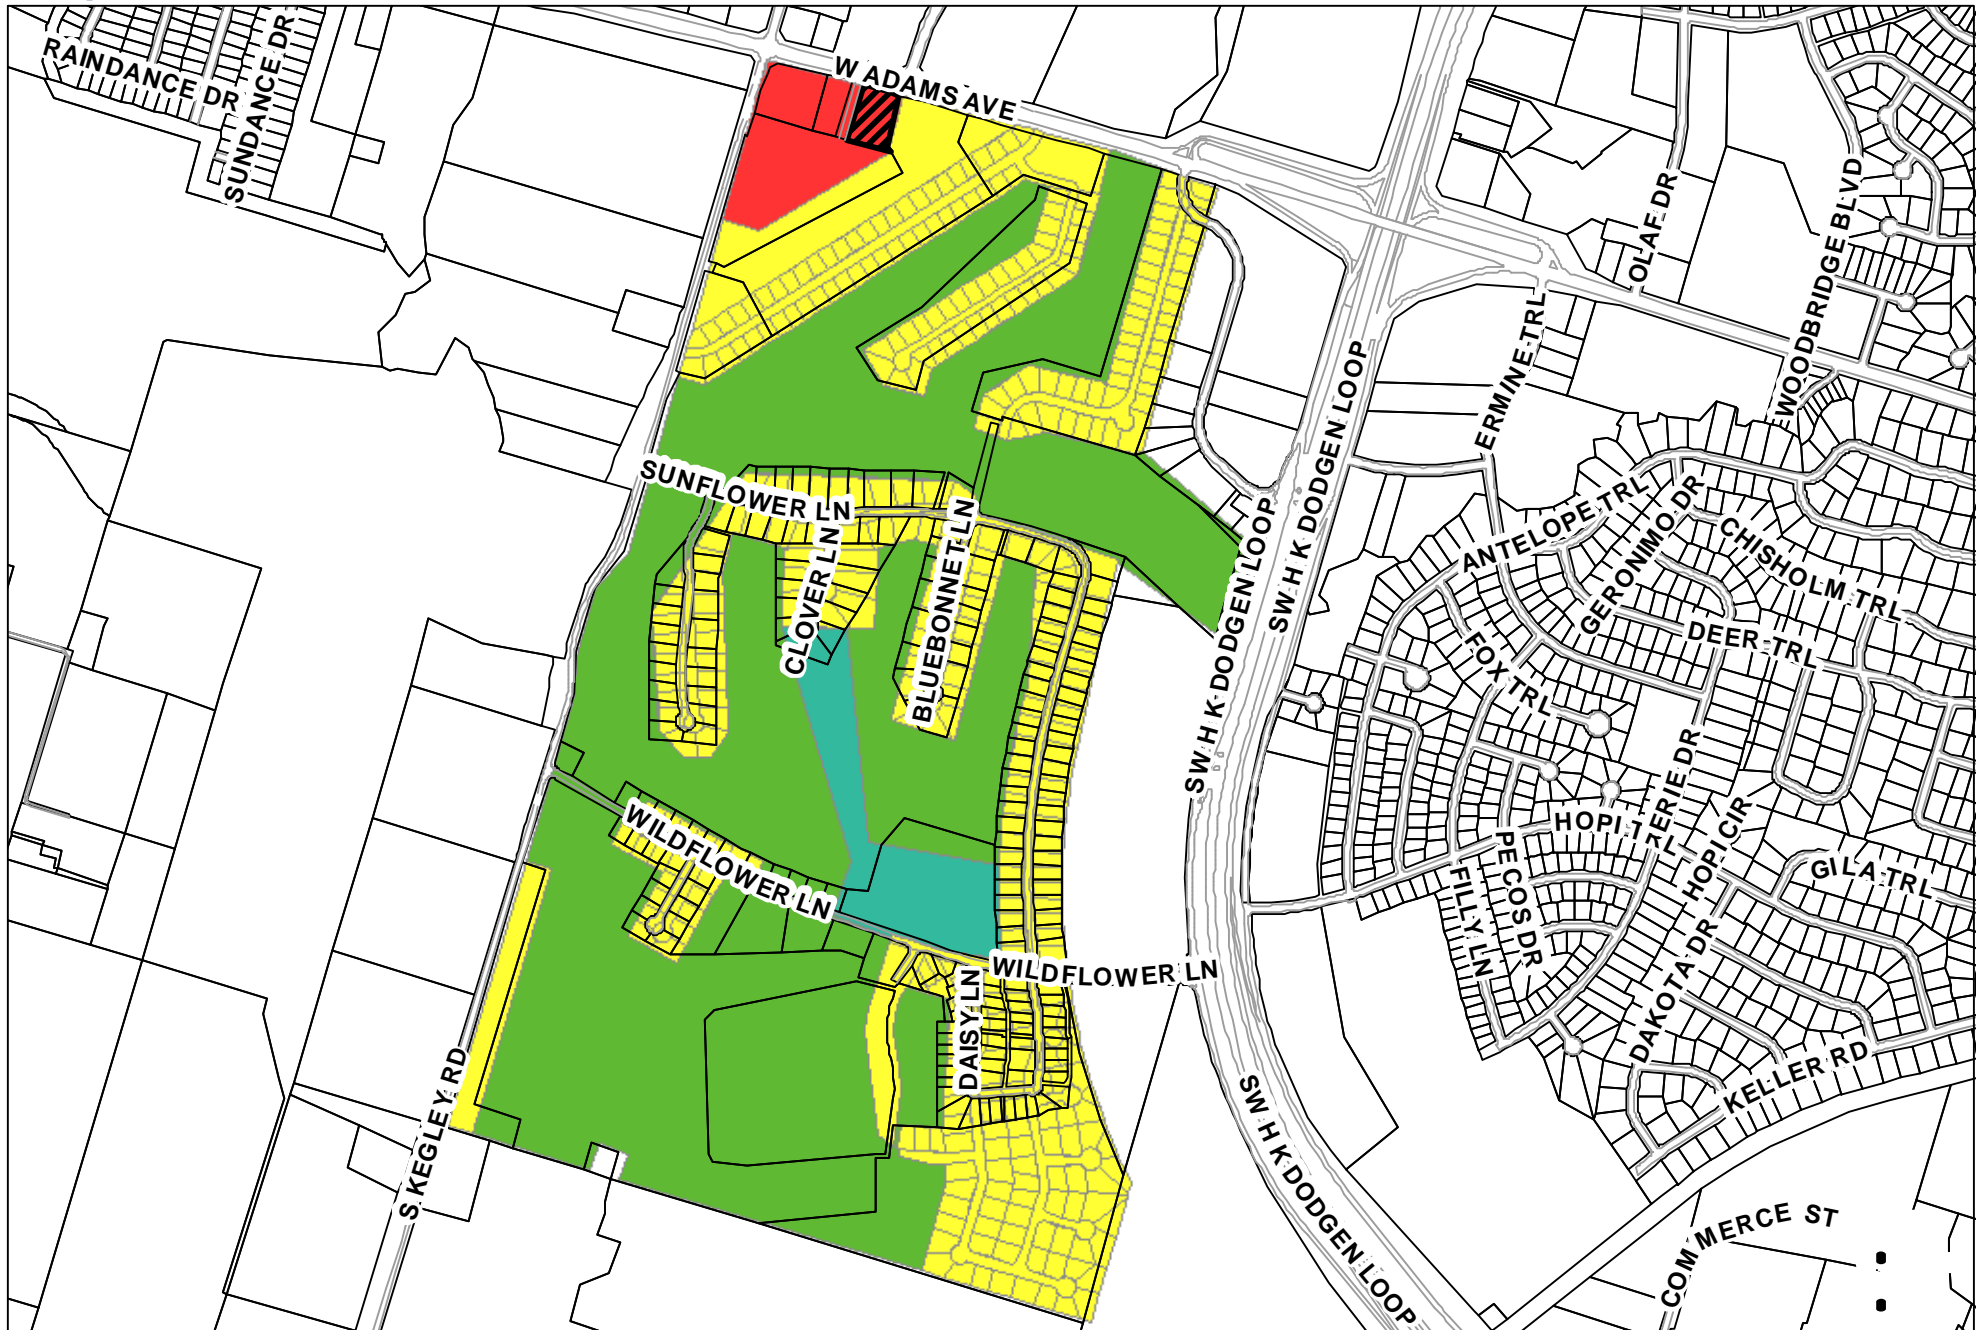 RAINDANCE DR
SUNDANCE DR
W ADAMS AVE
OLAF DR
WOODBRIDGE BLVD
ERMINE TRL
SW H K DODGEN LOOP
SW H K DODGEN LOOP
SUNFLOWER LN
CLOVER LN
BLUEBONNET LN
ANTELOPE TRL
GERONIMO DR
CHISHOLM TRL
DEER TRL
FOX TRL
WILDFLOWER LN
HOPI TRL
HOPI CIR
GILA TRL
PECOS DR
FILLY LN
DAKOTA DR
WILDFLOWER LN
DAISY LN
KELLER RD
S KEGLEY RD
SW H K DODGEN LOOP
COMMERCE ST